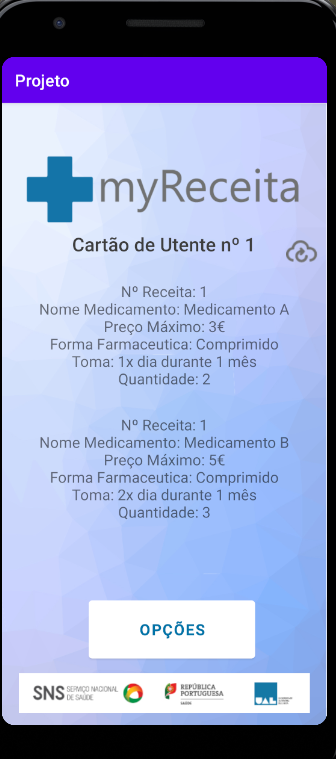 Projeto
myReceita
Cartão de Utente nº 1
Nº Receita: 1
Nome Medicamento: Medicamento A
Preço Máximo: 3€
Forma Farmaceutica: Comprimido
Toma: 1x dia durante 1 mês
Quantidade: 2
Nº Receita: 1
Nome Medicamento: Medicamento B
Preço Máximo: 5€
Forma Farmaceutica: Comprimido
Toma: 2x dia durante 1 mês
Quantidade: 3
OPÇÕES
SNS SERVIÇO NACIONAL
DE SAÚDE
REPÚBLICA
PORTUGUESA
SAÚDE
UAL